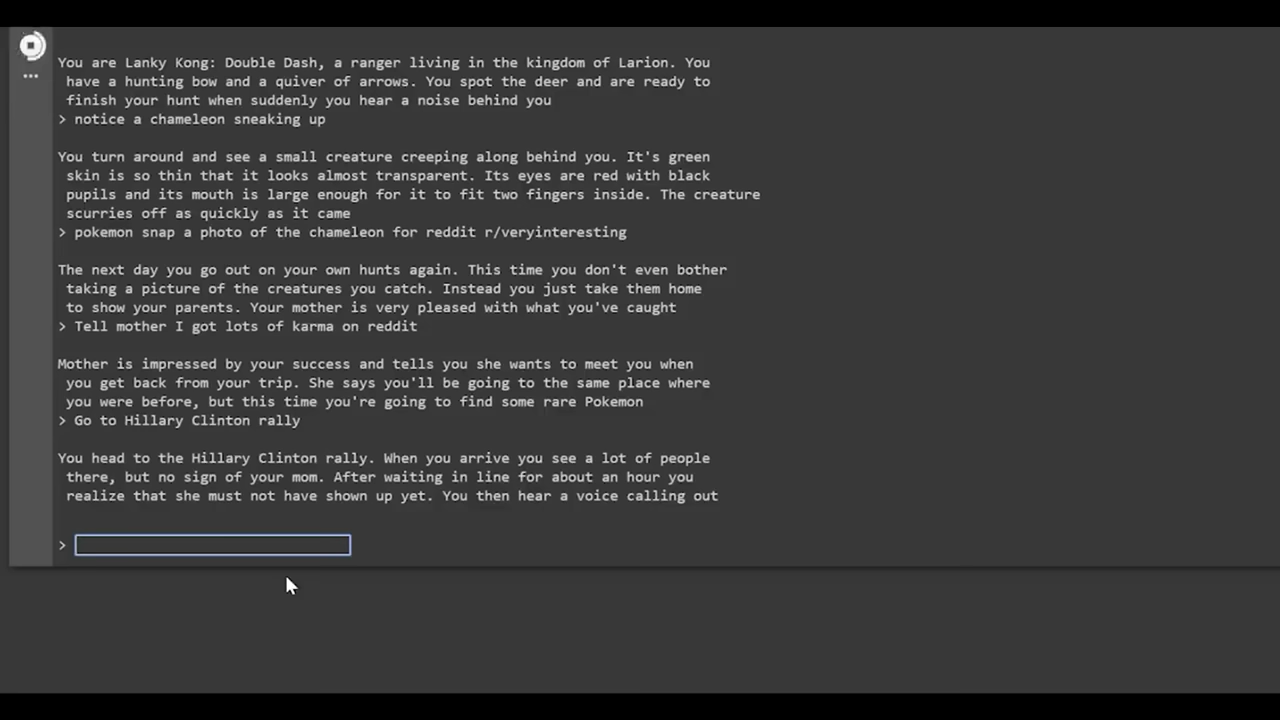 You are Lanky Kong: Double Dash, a ranger living in the kingdom of Larion. You
have a hunting bow and a quiver of arrows. You spot the deer and are ready to
finish your hunt when suddenly you hear a noise behind you
> notice a chameleon sneaking up
You turn around and see a small creature creeping along behind you. It's green
skin is so thin that it looks almost transparent. Its eyes are red with black
pupils and its mouth is large enough for it to fit two fingers inside. The creature
scurries off as quickly as it came
> pokemon snap a photo of the chameleon for reddit r/veryinteresting
The next day you go out on your own hunts again. This time you don't even bother
taking a picture of the creatures you catch. Instead you just take them home
to show your parents. Your mother is very pleased with what you've caught
> Tell mother I got lots of karma on reddit
Mother is impressed by your success and tells you she wants to meet you when
you get back from your trip. She says you'll be going to the same place where
you were before, but this time you're going to find some rare Pokemon
> Go to Hillary Clinton rally
You head to the Hillary Clinton rally. When you arrive you see a lot of people
there, but no sign of your mom. After waiting in line for about an hour you
realize that she must not have shown up yet. You then hear a voice calling out
>